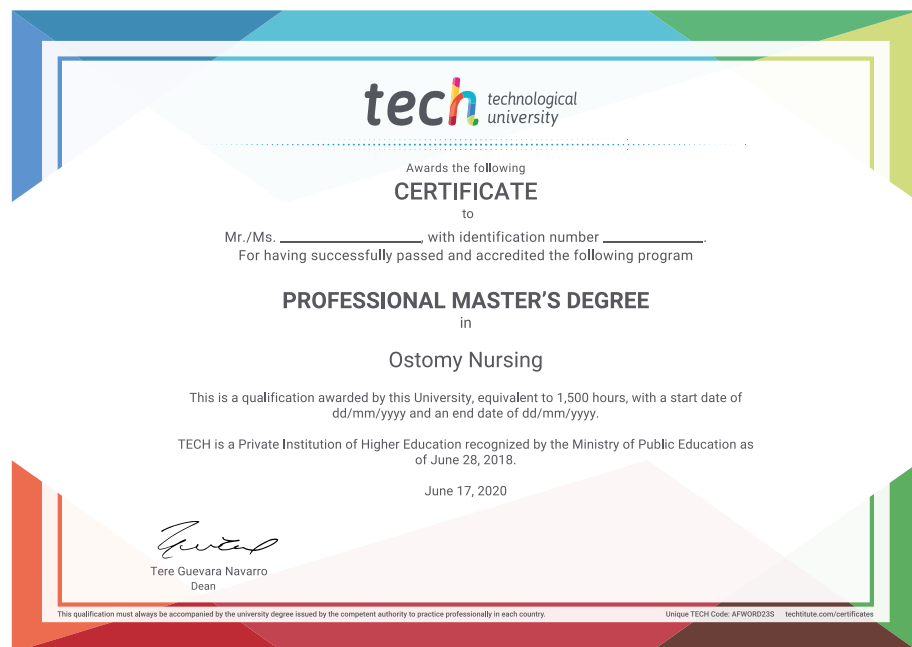 tech technological
university
Awards the following
CERTIFICATE
to
Mr./Ms. ____________________, with identification number ______________.
For having successfully passed and accredited the following program
PROFESSIONAL MASTER'S DEGREE
in
Ostomy Nursing
This is a qualification awarded by this University, equivalent to 1,500 hours, with a start date of
dd/mm/yyyy and an end date of dd/mm/yyyy.
TECH is a Private Institution of Higher Education recognized by the Ministry of Public Education as
of June 28, 2018.
June 17, 2020
Tere Guevara Navarro
Dean
This qualification must always be accompanied by the university degree issued by the competent authority to practice professionally in each country.
Unique TECH Code: AFWORD23S techtitute.com/certificates